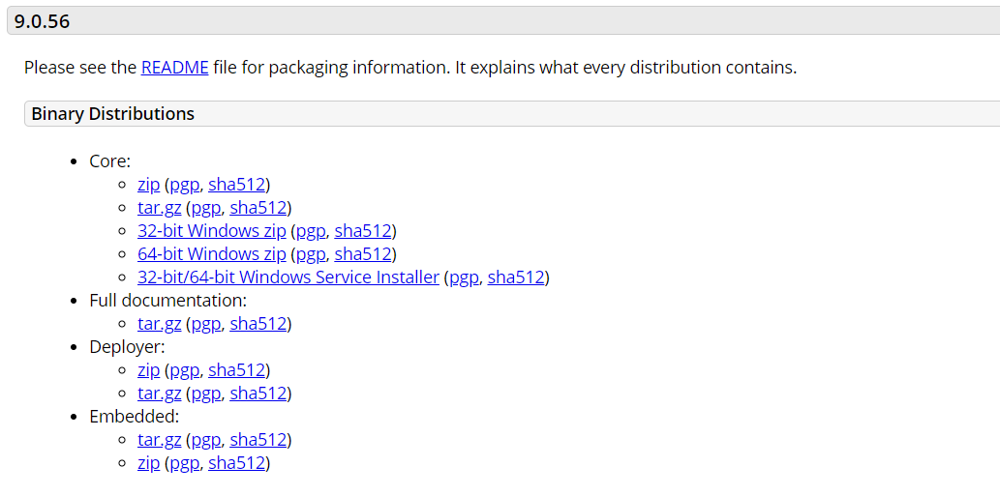 9.0.56
Please see the README file for packaging information. It explains what every distribution contains.
Binary Distributions
Core:
zip (pgp, sha512)
tar.gz (pgp, sha512)
32-bit Windows zip (pgp, sha512)
64-bit Windows zip (pgp, sha512)
32-bit/64-bit Windows Service Installer (pgp, sha512)
Full documentation:
tar.gz (pgp, sha512)
Deployer:
zip (pgp, sha512)
tar.gz (pgp, sha512)
Embedded:
tar.gz (pgp, sha512)
zip (pgp, sha512)